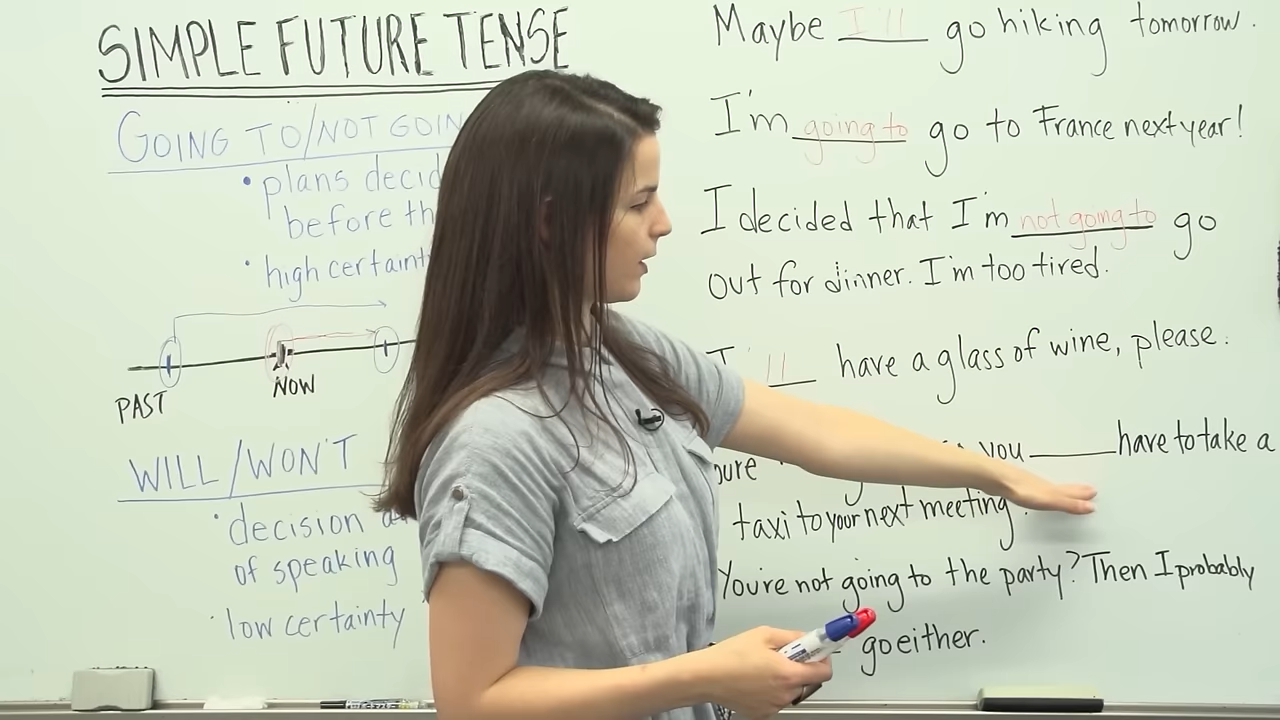 SIMPLE FUTURE TENSE
GOING TO/NOT GOIN
• plans decid
before th
• high certaint
PAST
NOW
WILL/WON'T
• decision a
of speaking
• low certainty
Maybe I'll go hiking tomorrow.
I'm going to go to France next year!
I decided that I'm not going to go
out for dinner. I'm too tired.
I'll have a glass of wine, please.
you ____ have to take a
taxi to your next meeting.
You're not going to the party? Then I probably
go either.